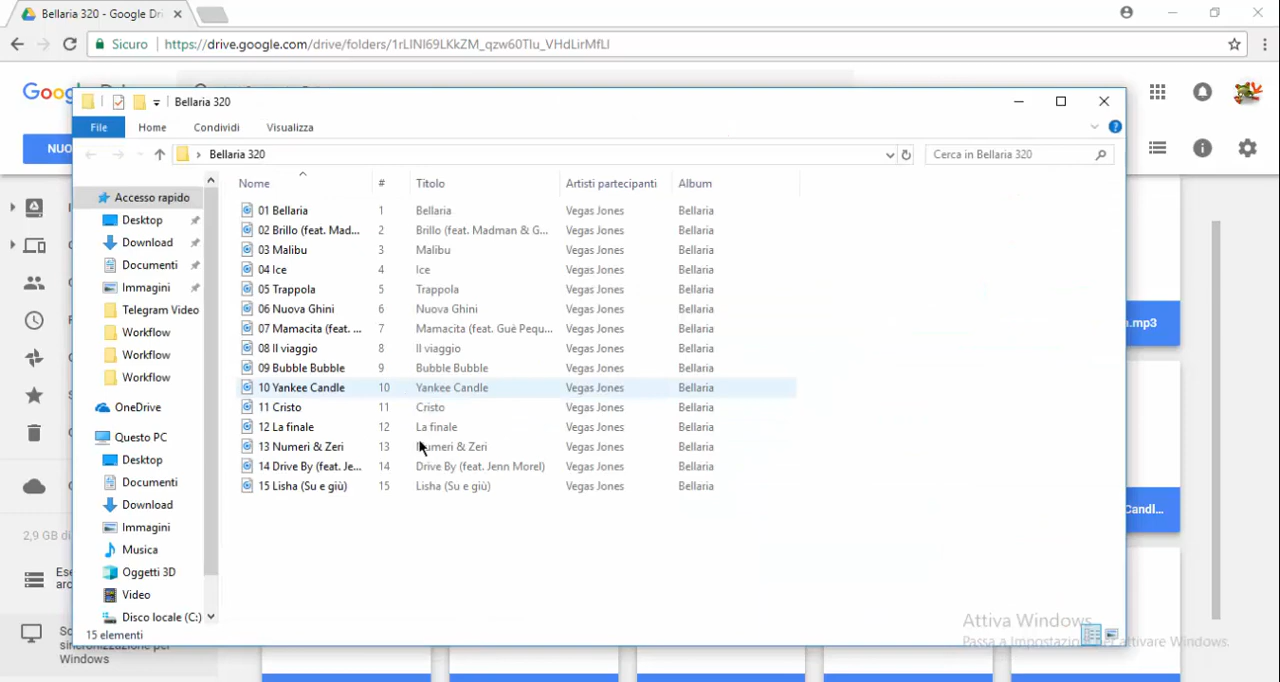 Bellaria 320 - Google Dri
Sicuro
https://drive.google.com/drive/folders/1rLINI69LKkZM_qzw60Tlu_VHdLirMfLl
Goog
NUO
Bellaria 320
File Home Condividi Visualizza
Bellaria 320
Cerca in Bellaria 320
Accesso rapido
Desktop
Download
Documenti
Immagini
Telegram Video
Workflow
Workflow
Workflow
OneDrive
Questo PC
Desktop
Documenti
Download
Immagini
Musica
Oggetti 3D
Video
Disco locale (C:)
Nome # Titolo Artisti partecipanti Album
01 Bellaria 1 Bellaria Vegas Jones Bellaria
02 Brillo (feat. Mad... 2 Brillo (feat. Madman & G... Vegas Jones Bellaria
03 Malibu 3 Malibu Vegas Jones Bellaria
04 Ice 4 Ice Vegas Jones Bellaria
05 Trappola 5 Trappola Vegas Jones Bellaria
06 Nuova Ghini 6 Nuova Ghini Vegas Jones Bellaria
07 Mamacita (feat. ... 7 Mamacita (feat. Guè Pequ... Vegas Jones Bellaria
08 Il viaggio 8 Il viaggio Vegas Jones Bellaria
09 Bubble Bubble 9 Bubble Bubble Vegas Jones Bellaria
10 Yankee Candle 10 Yankee Candle Vegas Jones Bellaria
11 Cristo 11 Cristo Vegas Jones Bellaria
12 La finale 12 La finale Vegas Jones Bellaria
13 Numeri & Zeri 13 Numeri & Zeri Vegas Jones Bellaria
14 Drive By (feat. Je... 14 Drive By (feat. Jenn Morel) Vegas Jones Bellaria
15 Lisha (Su e giù) 15 Lisha (Su e giù) Vegas Jones Bellaria
15 elementi
n.mp3
Candl...
2,9 GB di
Ese
arc
sincronizzazione per
Windows
Attiva Windows
Passa a Impostazioni per attivare Windows.